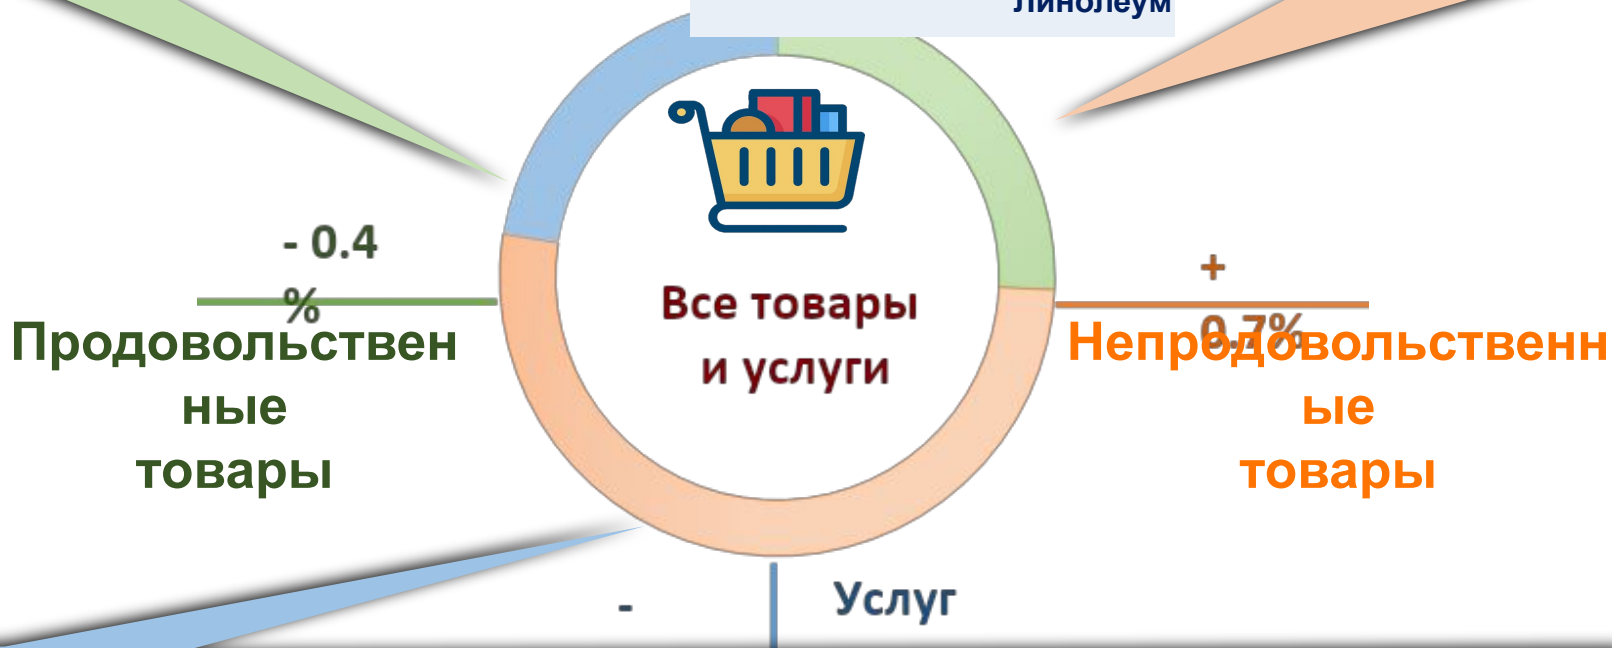 линолеум
- 0.4
%
Продовольствен
ные
товары
Все товары
и услуги
+
0.7%
Непродовольственн
ые
товары
-
Услуг